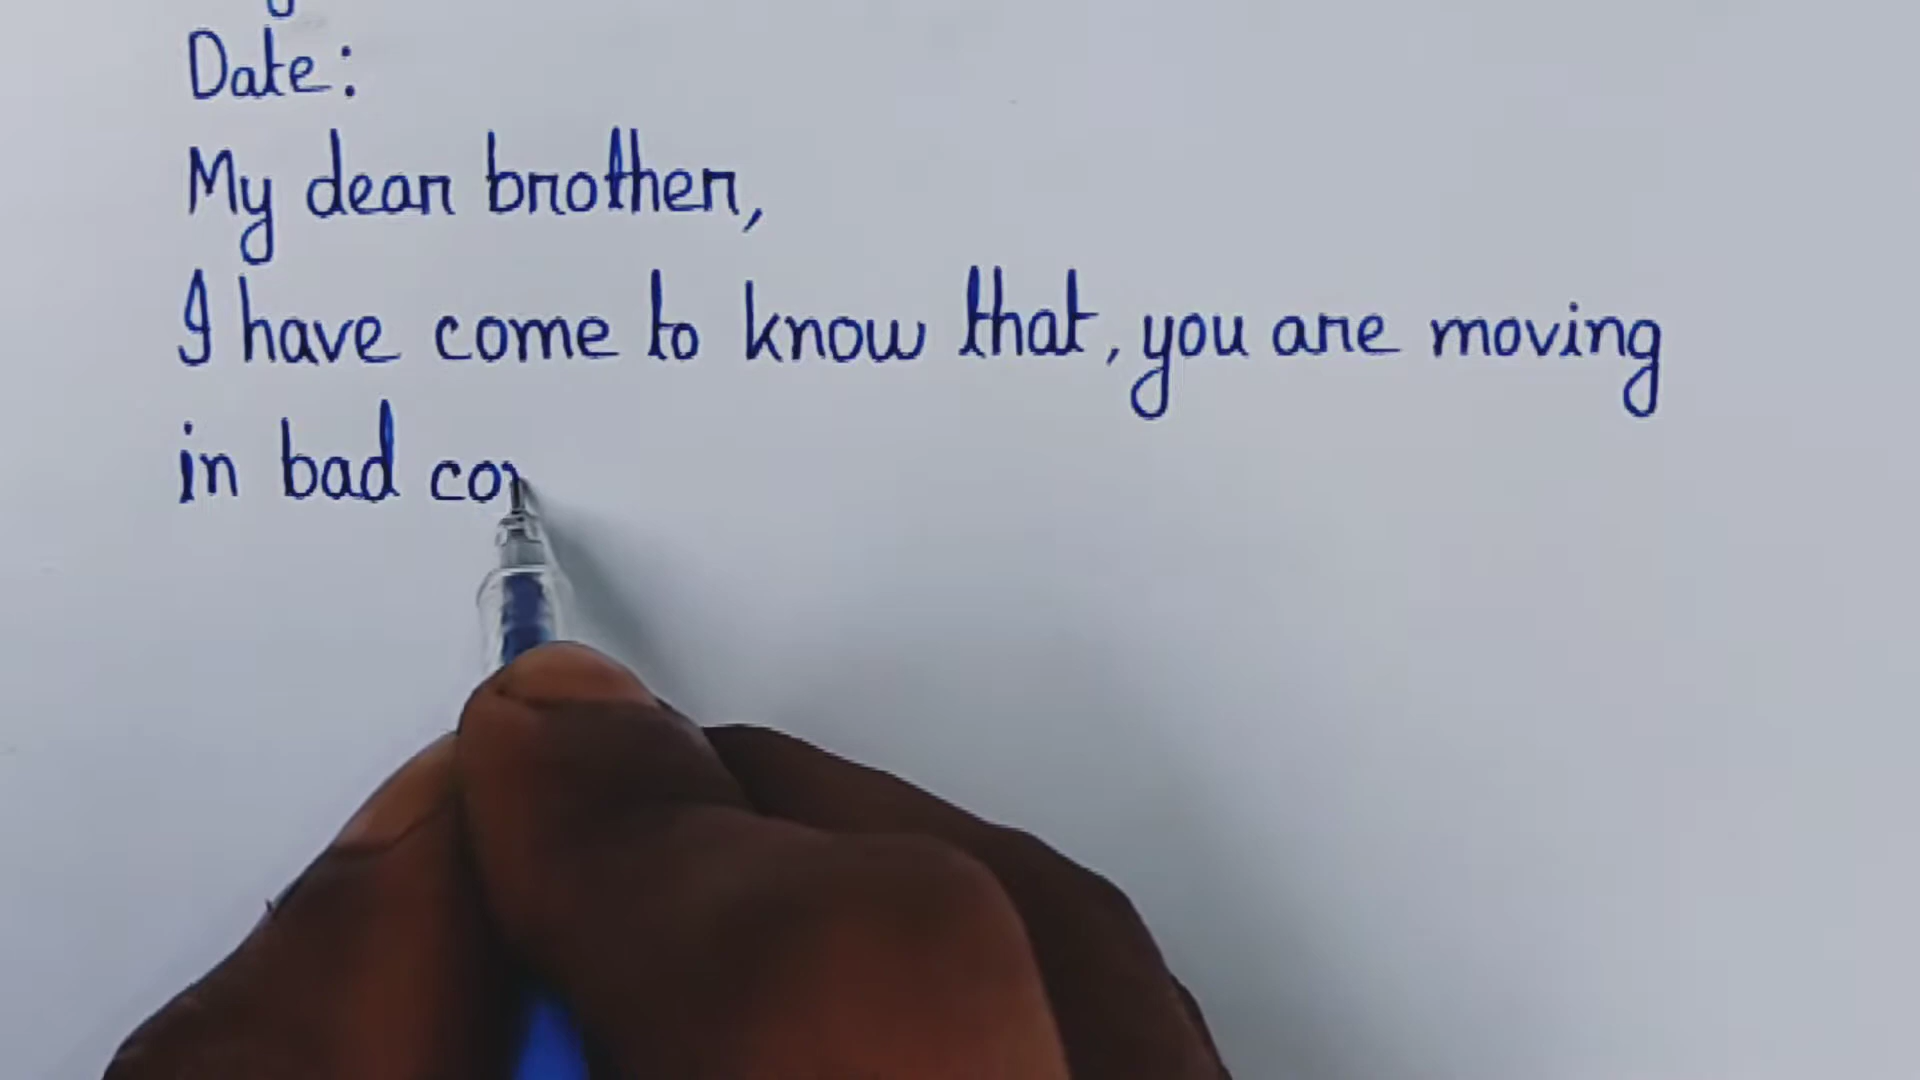 Date:
My dear brother,
I have come to know that, you are moving
in bad co